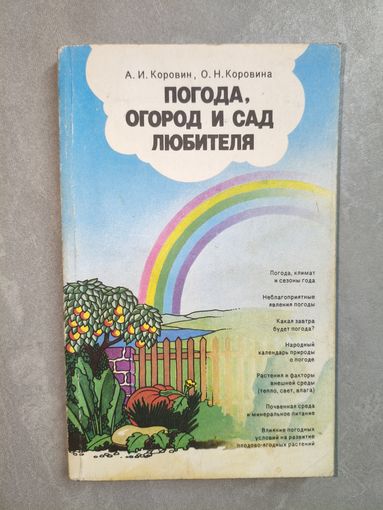 А. И. Коровин, О. Н. Коровина
ПОГОДА,
ОГОРОД И САД
ЛЮБИТЕЛЯ
Погода, климат
и сезоны года
Неблагоприятные
явления погоды
Какая завтра
будет погода?
Народный
календарь природы
о погоде
Растения и факторы
внешней среды
(тепло, свет, влага)
Почвенная среда
и минеральное питание
Влияние погодных
условий на развитие
плодово-ягодных растений